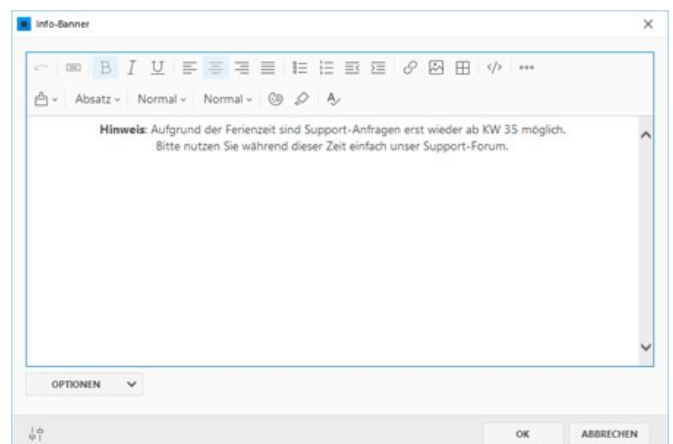 Info-Banner
Absatz Normal Normal
Hinweis: Aufgrund der Ferienzeit sind Support-Anfragen erst wieder ab KW 35 möglich.
Bitte nutzen Sie während dieser Zeit einfach unser Support-Forum.
OPTIONEN
OK ABBRECHEN